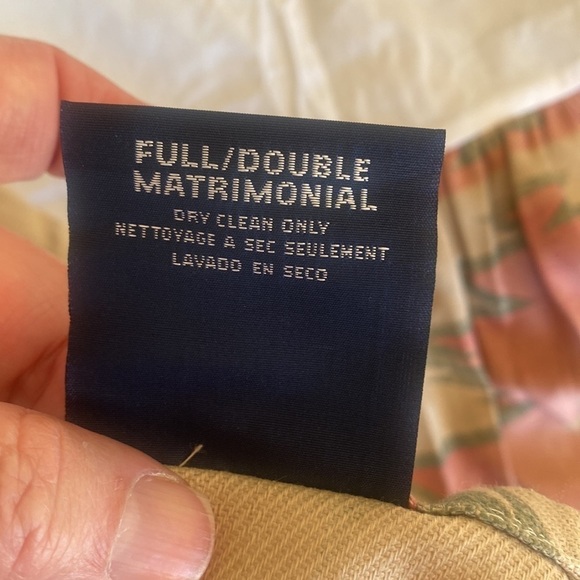 FULL/DOUBLE
MATRIMONIAL
DRY CLEAN ONLY
NETTOYAGE A SEC SEULEMENT
LAVADO EN SECO